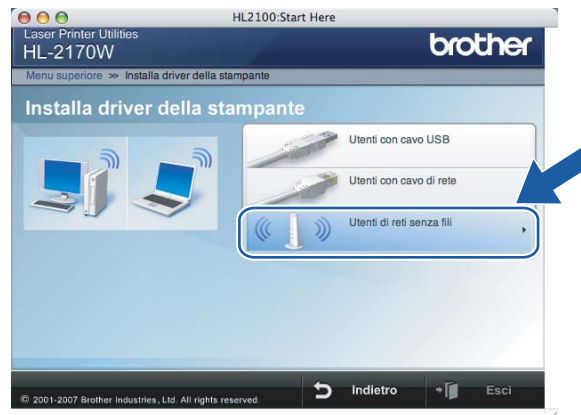 HL2100:Start Here
Laser Printer Utilities
HL-2170W
brother
Menu superiore >> Installa driver della stampante
Installa driver della stampante
Utenti con cavo USB
Utenti con cavo di rete
Utenti di reti senza fili
© 2001-2007 Brother Industries, Ltd. All rights reserved.
Indietro
Esci